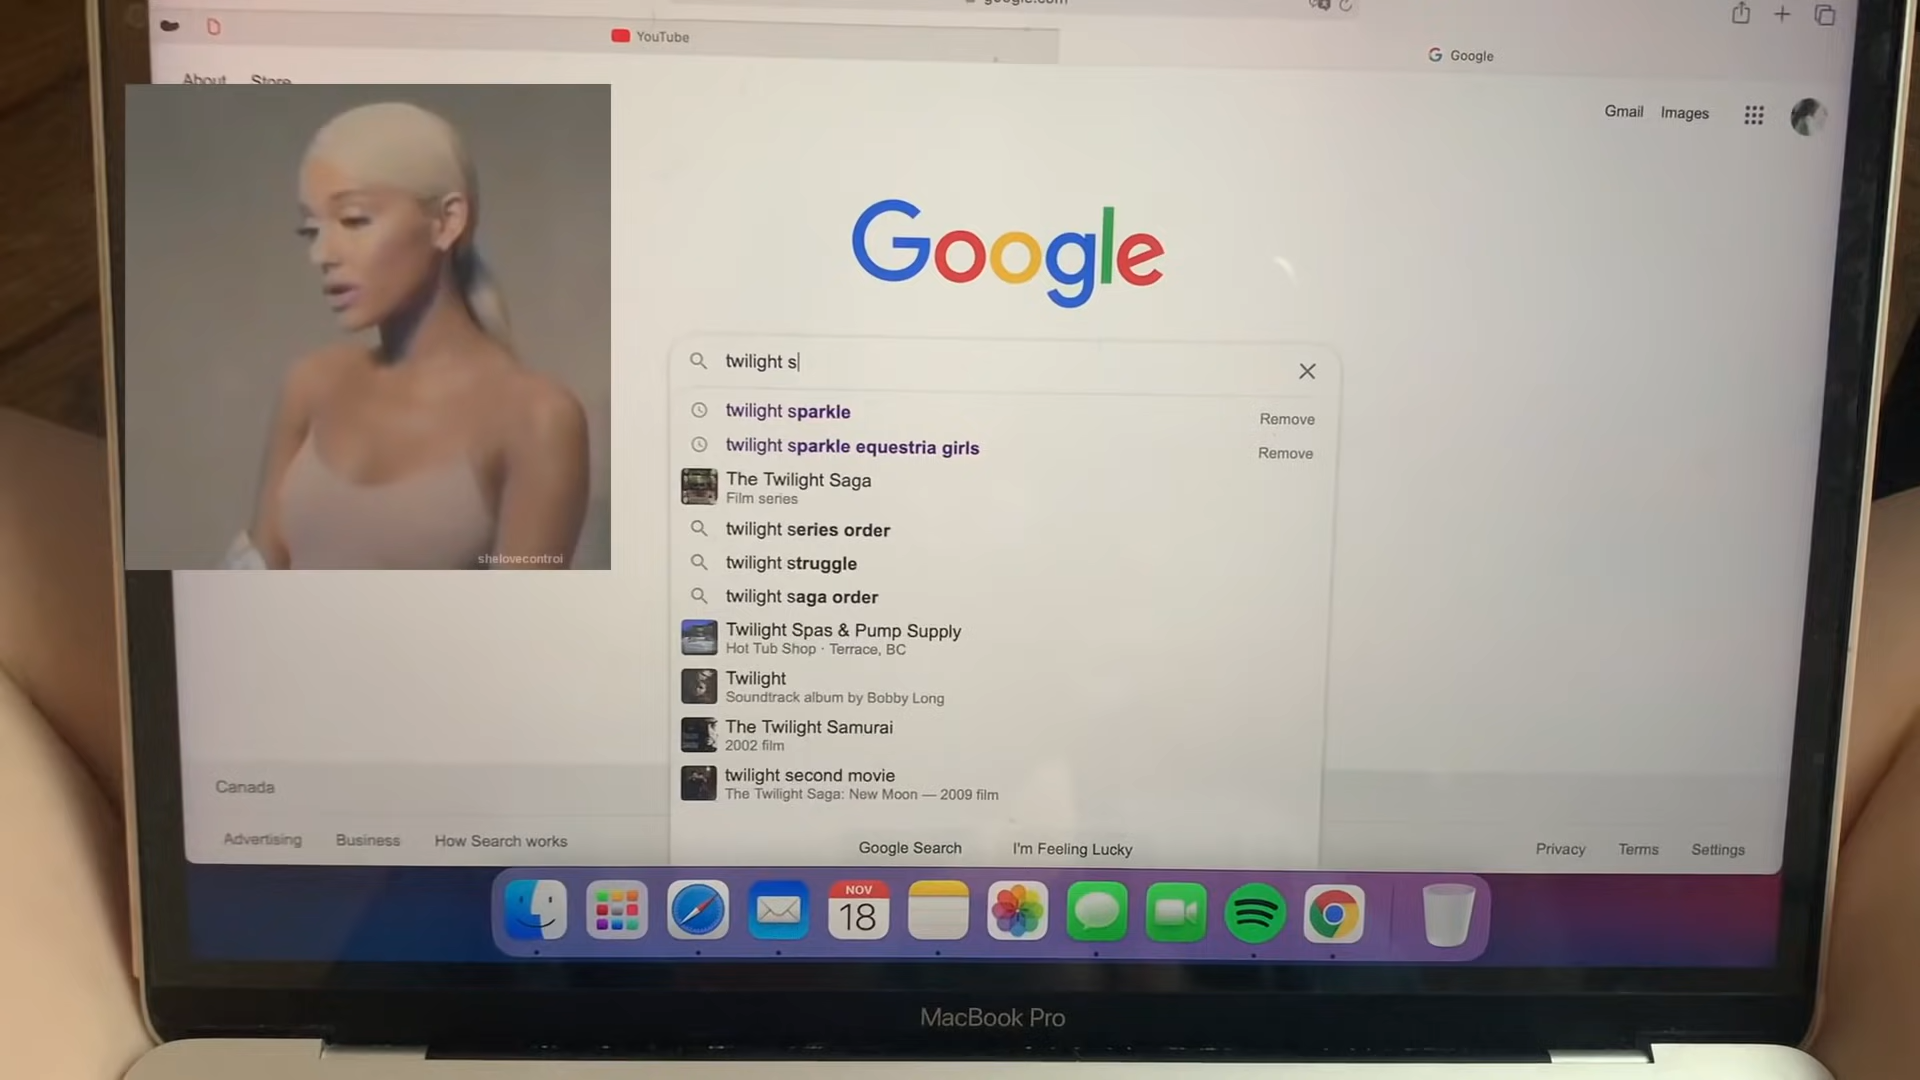 google.com
YouTube
Google
About Store
Gmail Images
Google
twilight s
twilight sparkle
Remove
twilight sparkle equestria girls
Remove
The Twilight Saga
Film series
twilight series order
twilight struggle
twilight saga order
Twilight Spas & Pump Supply
Hot Tub Shop · Terrace, BC
Twilight
Soundtrack album by Bobby Long
The Twilight Samurai
2002 film
twilight second movie
The Twilight Saga: New Moon — 2009 film
Google Search I'm Feeling Lucky
Canada
Advertising Business How Search works
Privacy Terms Settings
shelovecontroi
NOV
18
MacBook Pro